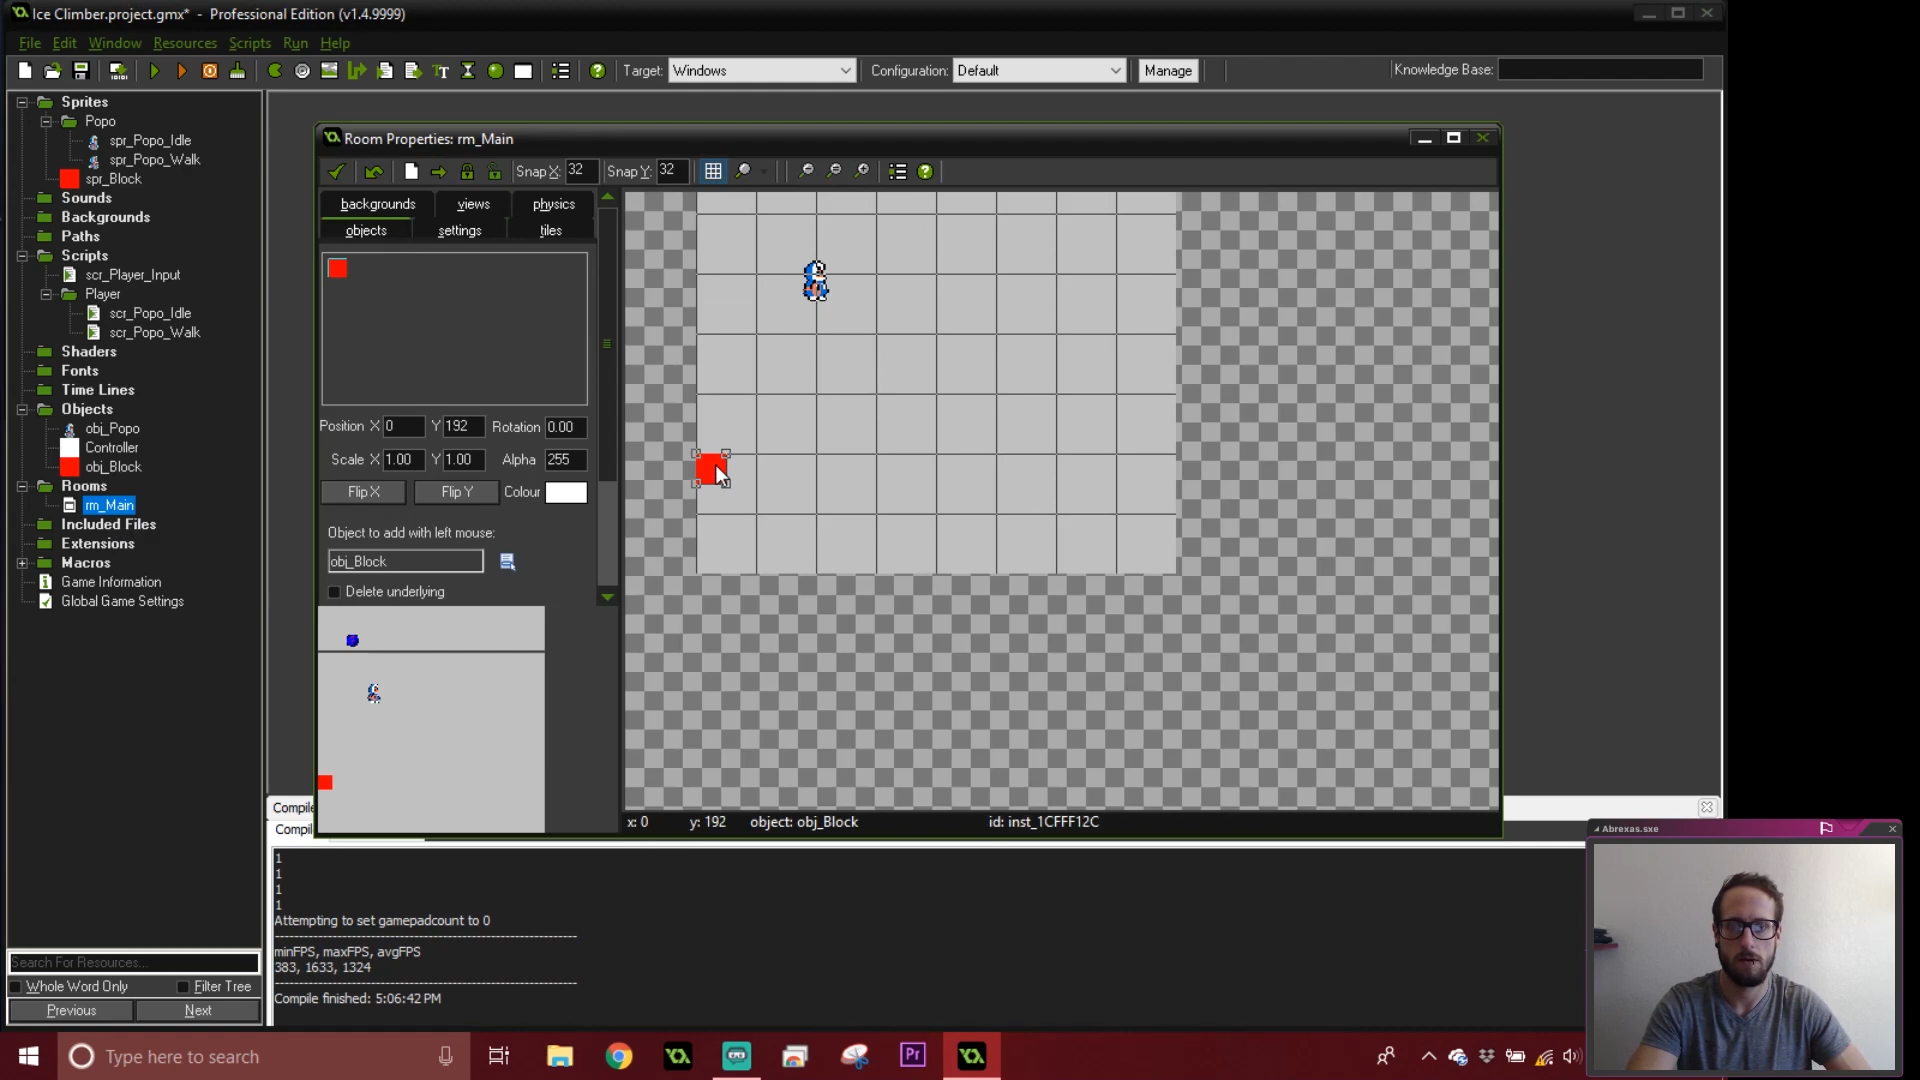 Ice Climber.project.gmx* - Professional Edition (v1.4.9999)
File Edit Window Resources Scripts Run Help
Target: Windows Configuration: Default Manage Knowledge Base:
Sprites
Popo
spr_Popo_Idle
spr_Popo_Walk
spr_Block
Sounds
Backgrounds
Paths
Scripts
scr_Player_Input
Player
scr_Popo_Idle
scr_Popo_Walk
Shaders
Fonts
Time Lines
Objects
obj_Popo
Controller
obj_Block
Rooms
rm_Main
Included Files
Extensions
Macros
Game Information
Global Game Settings
Search For Resources...
Whole Word Only Filter Tree
Previous Next
Room Properties: rm_Main
Snap X: 32 Snap Y: 32
backgrounds views physics
objects settings tiles
Position X 0 Y 192 Rotation 0.00
Scale X 1.00 Y 1.00 Alpha 255
Flip X Flip Y Colour
Object to add with left mouse:
obj_Block
Delete underlying
x: 0 y: 192 object: obj_Block id: inst_1CFFF12C
Compile
Compil
1
1
1
1
Attempting to set gamepadcount to 0
minFPS, maxFPS, avgFPS
383, 1633, 1324
Compile finished: 5:06:42 PM
Abrexas.sxe
Type here to search
Pr